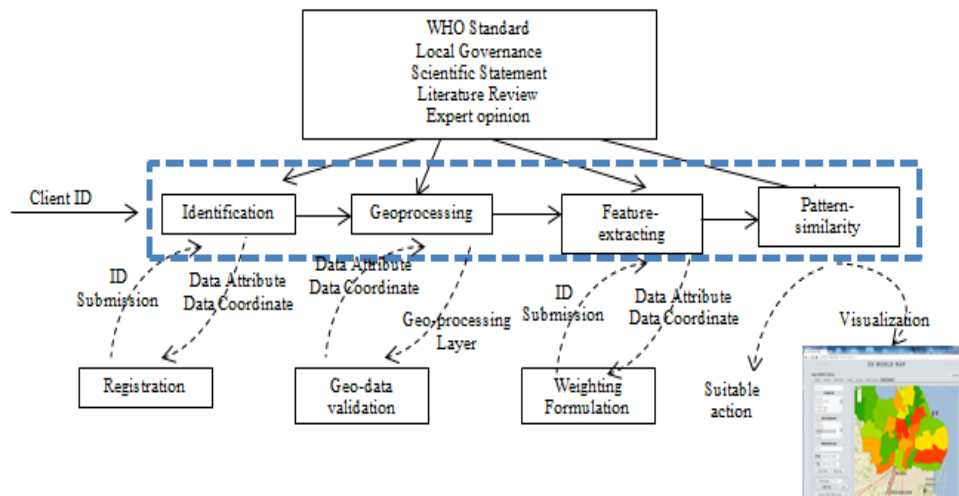 WHO Standard
Local Governance
Scientific Statement
Literature Review
Expert opinion
Client ID
Identification
Geoprocessing
Feature-
extracting
Pattern-
similarity
ID
Submission
Data Attribute
Data Coordinate
Data Attribute
Data Coordinate
Geo-processing
Layer
ID
Submission
Data Attribute
Data Coordinate
Visualization
Registration
Geo-data
validation
Weighting
Formulation
Suitable
action